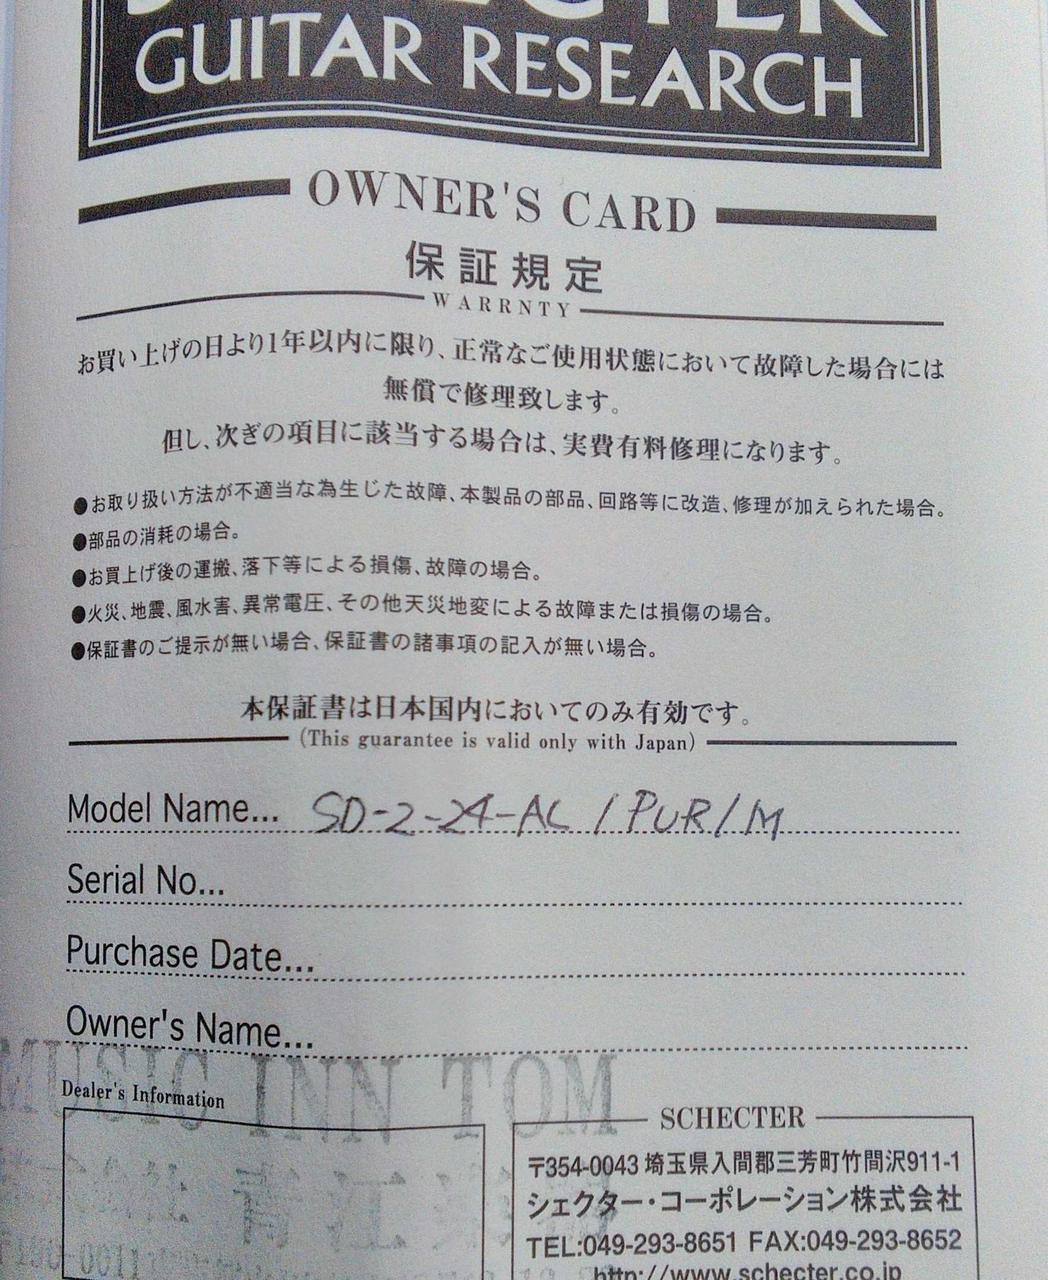 SCHECTER
GUITAR RESEARCH
OWNER'S CARD
保証規定
WARRNTY
お買い上げの日より1年以内に限り、正常なご使用状態において故障した場合には
無償で修理致します。
但し、次ぎの項目に該当する場合は、実費有料修理になります。
●お取り扱い方法が不適当な為生じた故障、本製品の部品、回路等に改造、修理が加えられた場合。
●部品の消耗の場合。
●お買上げ後の運搬、落下等による損傷、故障の場合。
●火災、地震、風水害、異常電圧、その他天災地変による故障または損傷の場合。
●保証書のご提示が無い場合、保証書の諸事項の記入が無い場合。
本保証書は日本国内においてのみ有効です。
(This guarantee is valid only with Japan)
Model Name... SD-2-24-AL / PUR / M
Serial No...
Purchase Date...
Owner's Name...
MUSIC INN TOM
Dealer's Information
SCHECTER
〒354-0043 埼玉県入間郡三芳町竹間沢911-1
シェクター・コーポレーション株式会社
TEL:049-293-8651 FAX:049-293-8652
http://www.schecter.co.jp